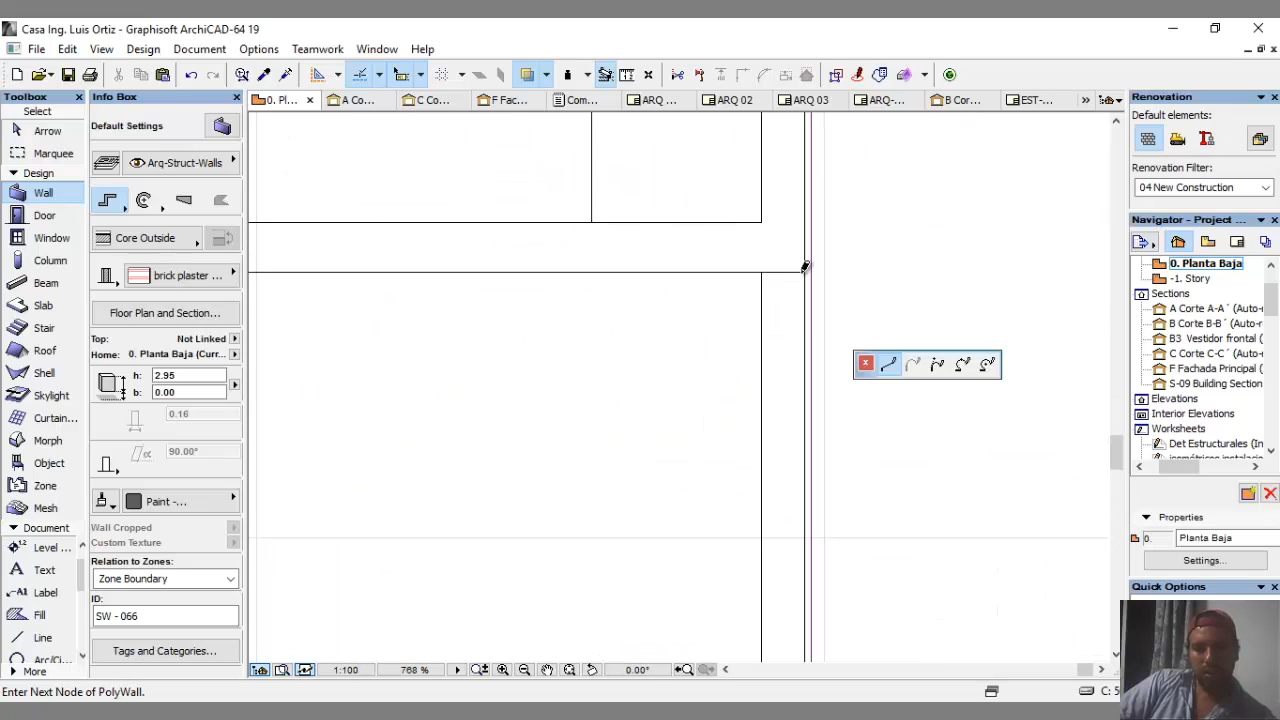 Casa Ing. Luis Ortiz - Graphisoft ArchiCAD-64 19
File Edit View Design Document Options Teamwork Window Help
Toolbox
Info Box
0. Pl...
A Co...
C Co...
F Fac...
Com...
ARQ ...
ARQ 02
ARQ 03
ARQ-...
B Cor...
EST-...
Renovation
Default elements:
Renovation Filter:
04 New Construction
Select
Arrow
Marquee
Design
Wall
Door
Window
Column
Beam
Slab
Stair
Roof
Shell
Skylight
Curtain...
Morph
Object
Zone
Mesh
Document
Level ...
Text
Label
Fill
Line
Arc/Ci...
More
Default Settings
Arq-Struct-Walls
Core Outside
brick plaster ...
Floor Plan and Section...
Top: Not Linked
Home: 0. Planta Baja (Curr...
h: 2.95
b: 0.00
0.16
90.00°
Paint -...
Wall Cropped
Custom Texture
Relation to Zones:
Zone Boundary
ID:
SW - 066
Tags and Categories...
Navigator - Project ...
0. Planta Baja
-1. Story
Sections
A Corte A-A´ (Auto-r
B Corte B-B´ (Auto-r
B3 Vestidor frontal (
C Corte C-C´ (Auto-r
F Fachada Principal (
S-09 Building Section
Elevations
Interior Elevations
Worksheets
Det Estructurales (In
Properties
0. Planta Baja
Settings...
Quick Options
1:100
768 %
0.00°
Enter Next Node of PolyWall.
C: 5